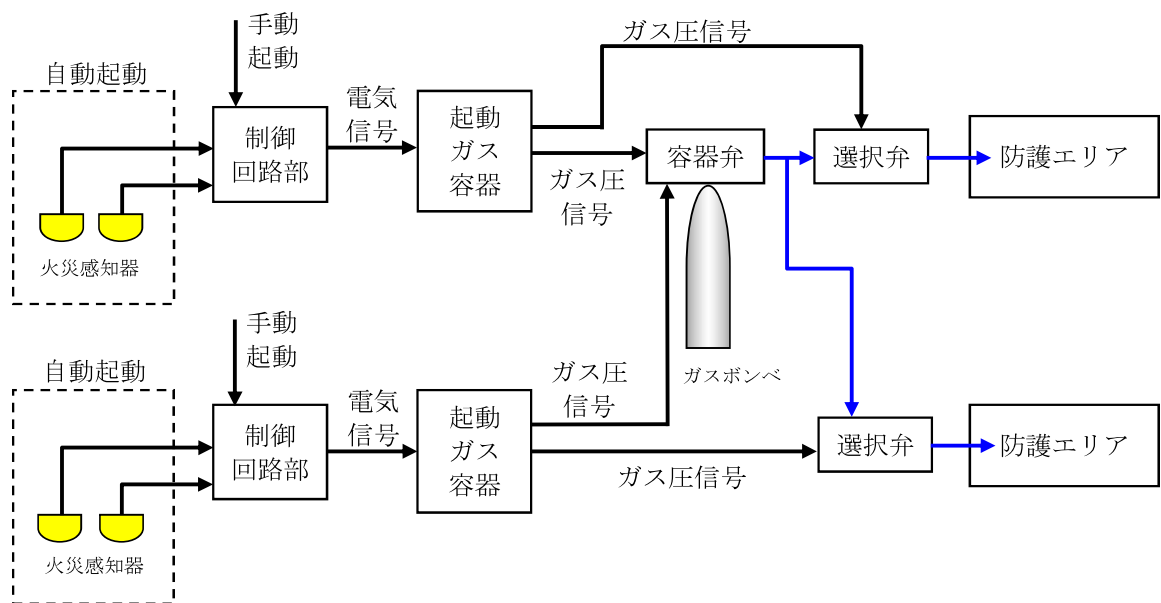 手動
起動
自動起動
火災感知器
制御
回路部
電気
信号
起動
ガス
容器
ガス圧信号
ガス圧
信号
容器弁
ガスボンベ
選択弁
防護エリア
手動
起動
自動起動
火災感知器
制御
回路部
電気
信号
起動
ガス
容器
ガス圧
信号
ガス圧信号
選択弁
防護エリア